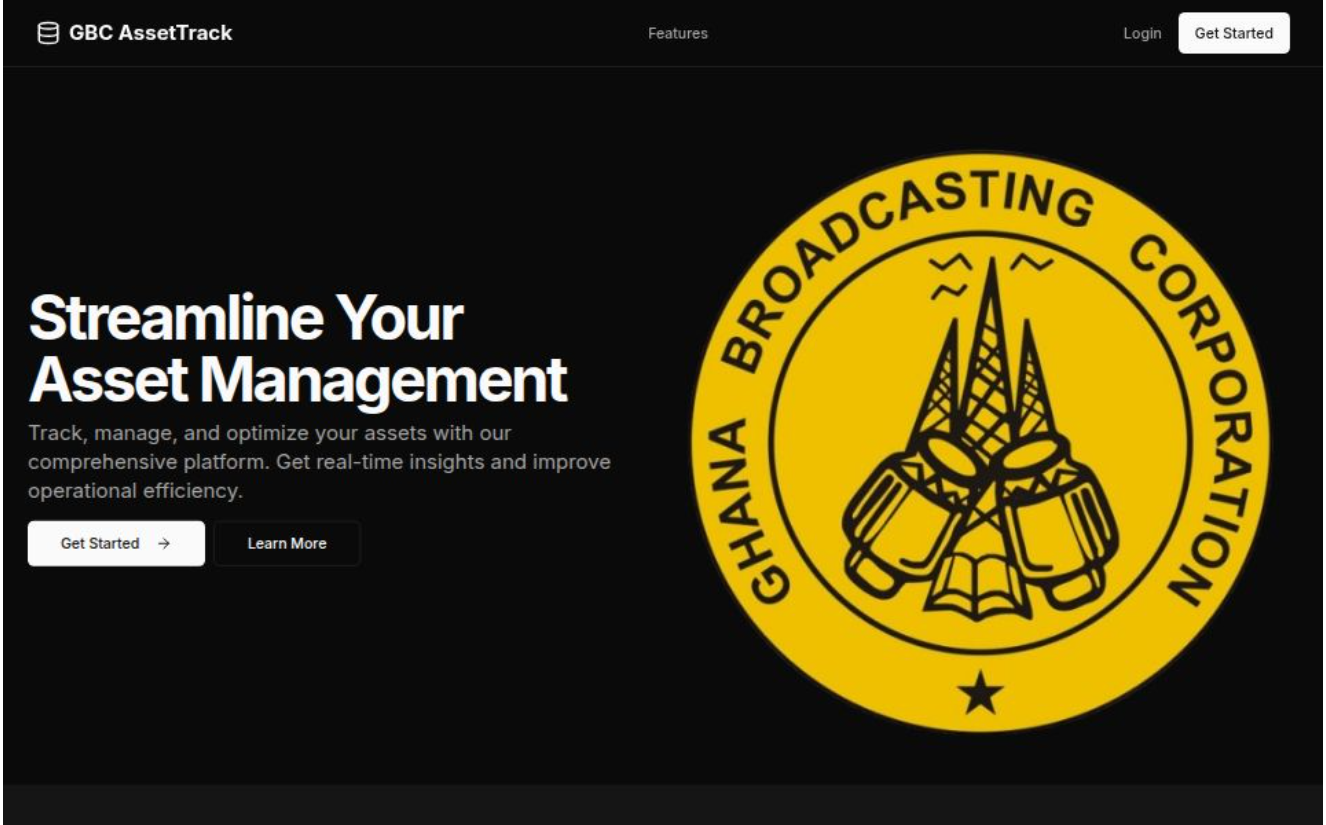 GBC AssetTrack
Features
Login
Get Started
Streamline Your
Asset Management
Track, manage, and optimize your assets with our
comprehensive platform. Get real-time insights and improve
operational efficiency.
Get Started →
Learn More
GHANA BROADCASTING CORPORATION